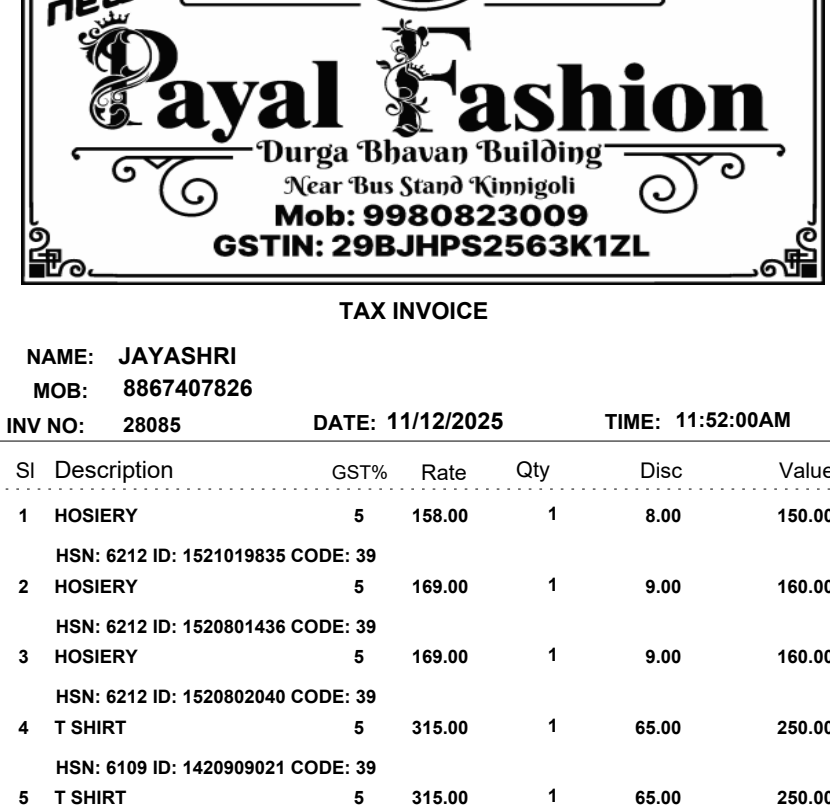 new
Payal Fashion
Durga Bhavan Building
Near Bus Stand Kinnigoli
Mob: 9980823009
GSTIN: 29BJHPS2563K1ZL
TAX INVOICE
NAME: JAYASHRI
MOB: 8867407826
INV NO: 28085 DATE: 11/12/2025 TIME: 11:52:00AM
Sl Description GST% Rate Qty Disc Value
1 HOSIERY 5 158.00 1 8.00 150.00
HSN: 6212 ID: 1521019835 CODE: 39
2 HOSIERY 5 169.00 1 9.00 160.00
HSN: 6212 ID: 1520801436 CODE: 39
3 HOSIERY 5 169.00 1 9.00 160.00
HSN: 6212 ID: 1520802040 CODE: 39
4 T SHIRT 5 315.00 1 65.00 250.00
HSN: 6109 ID: 1420909021 CODE: 39
5 T SHIRT 5 315.00 1 65.00 250.00